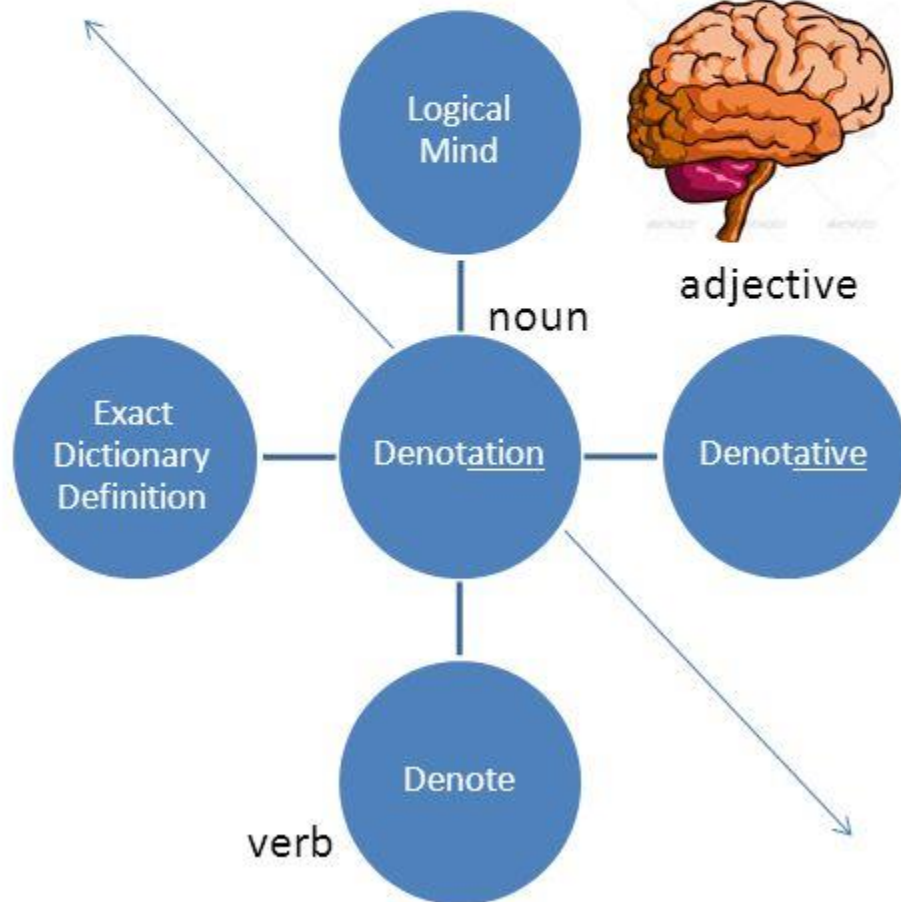 Logical
Mind
adjective
noun
Exact
Dictionary
Definition
Denotation
Denotative
Denote
verb